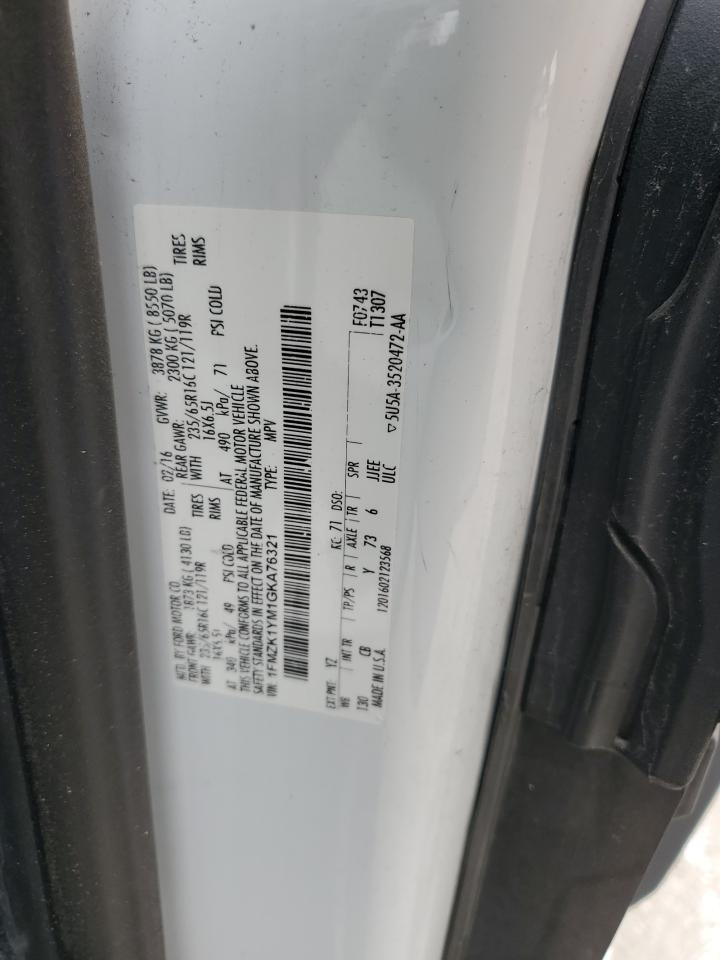 MFD. BY FORD MOTOR CO. DATE: 02/16 GVWR: 3878 KG ( 8550 LB)
FRONT GAWR: 1873 KG ( 4130 LB) REAR GAWR: 2300 KG ( 5070 LB)
WITH 235/65R16C 121/119R TIRES WITH 235/65R16C 121/119R TIRES
16X6.5J RIMS 16X6.5J RIMS
AT 340 kPa/ 49 PSI COLD AT 490 kPa/ 71 PSI COLD
THIS VEHICLE CONFORMS TO ALL APPLICABLE FEDERAL MOTOR VEHICLE
SAFETY STANDARDS IN EFFECT ON THE DATE OF MANUFACTURE SHOWN ABOVE.
VIN: 1FMZK1YM1GKA76321 TYPE: MPV
EXT PNT: YZ RC: 71 DSO: F0743
WB INT TR TP/PS R AXLE TR SPR T1307
130 CB Y 73 6 JJEE
MADE IN U.S.A. 1201602123568 ULC ▽5U5A-3520472-AA